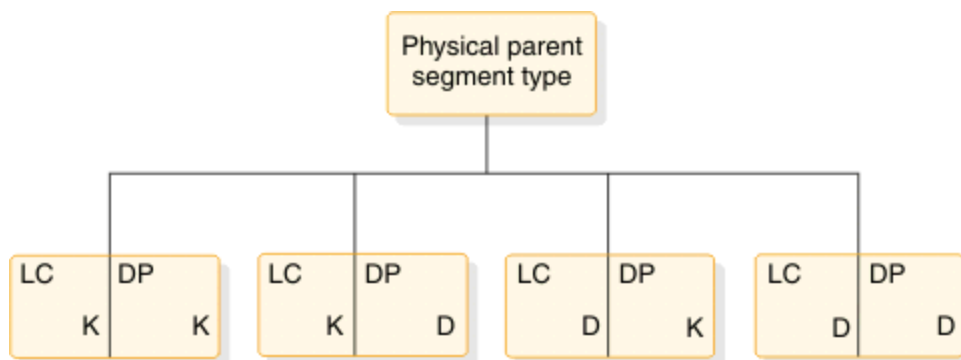 Physical parent
segment type
LC DP LC DP LC DP LC DP
K K K D D K D D